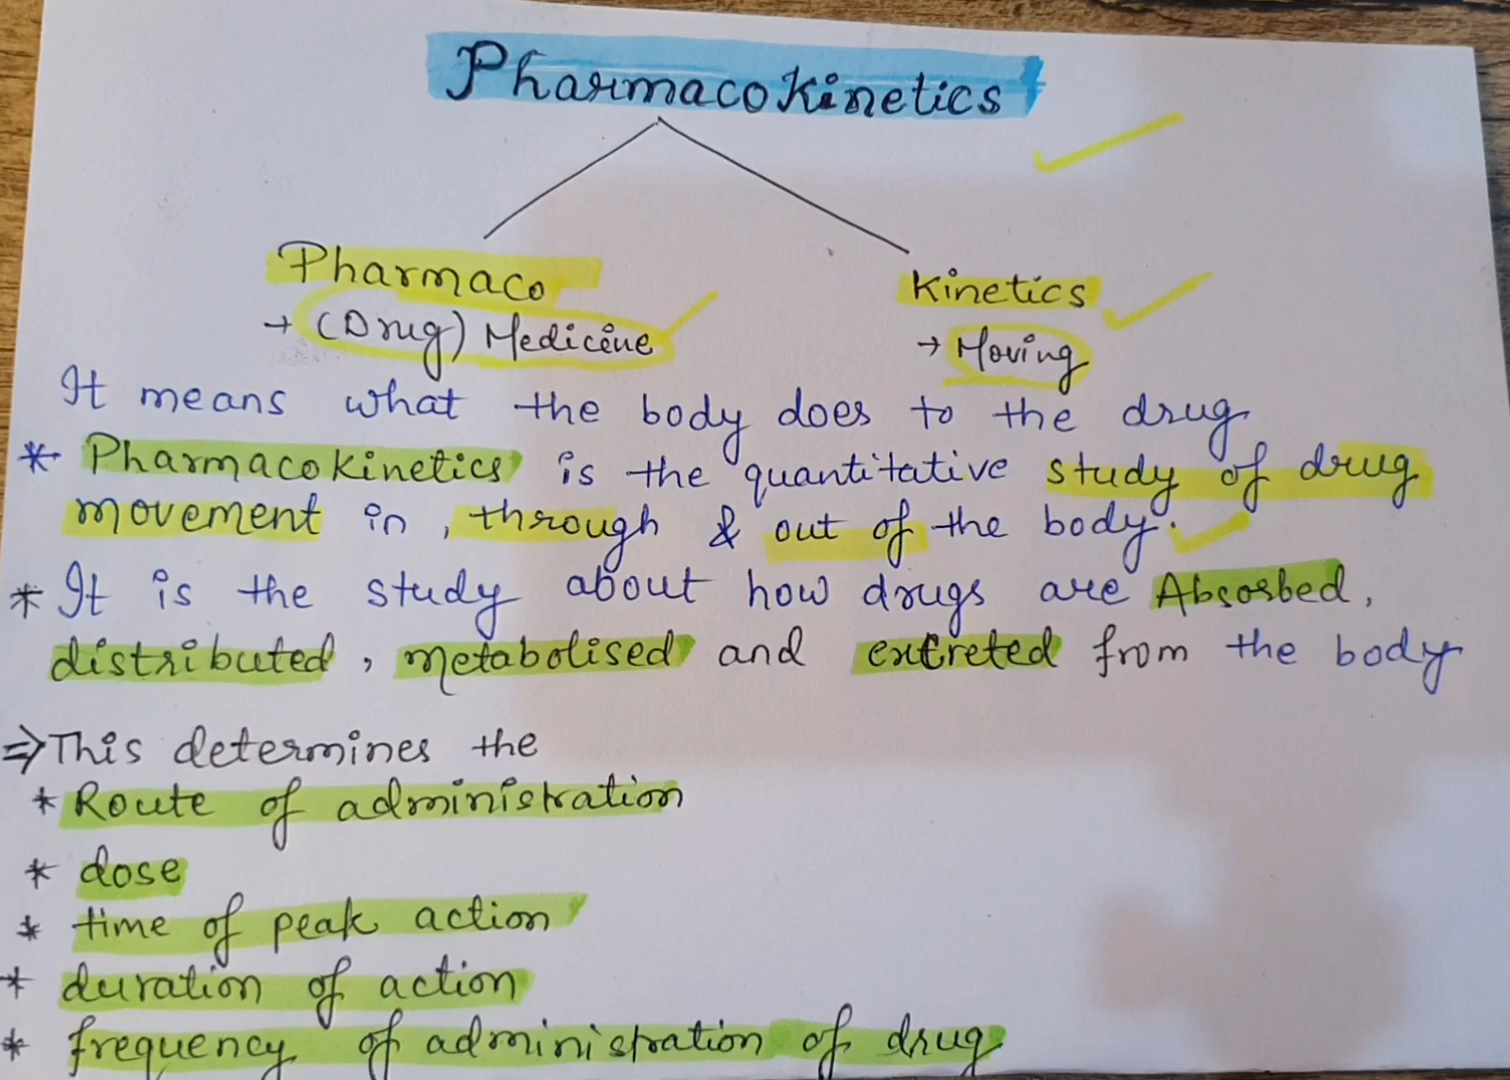 Pharmacokinetics
Pharmaco Kinetics
→ (Drug) Medicine → Moving
It means what the body does to the drug
* Pharmacokinetics is the quantitative study of drug
movement in, through & out of the body.
* It is the study about how drugs are Absorbed,
distributed, metabolised and excreted from the body
⇒ This determines the
* Route of administration
* dose
* time of peak action
* duration of action
* frequency of administration of drug